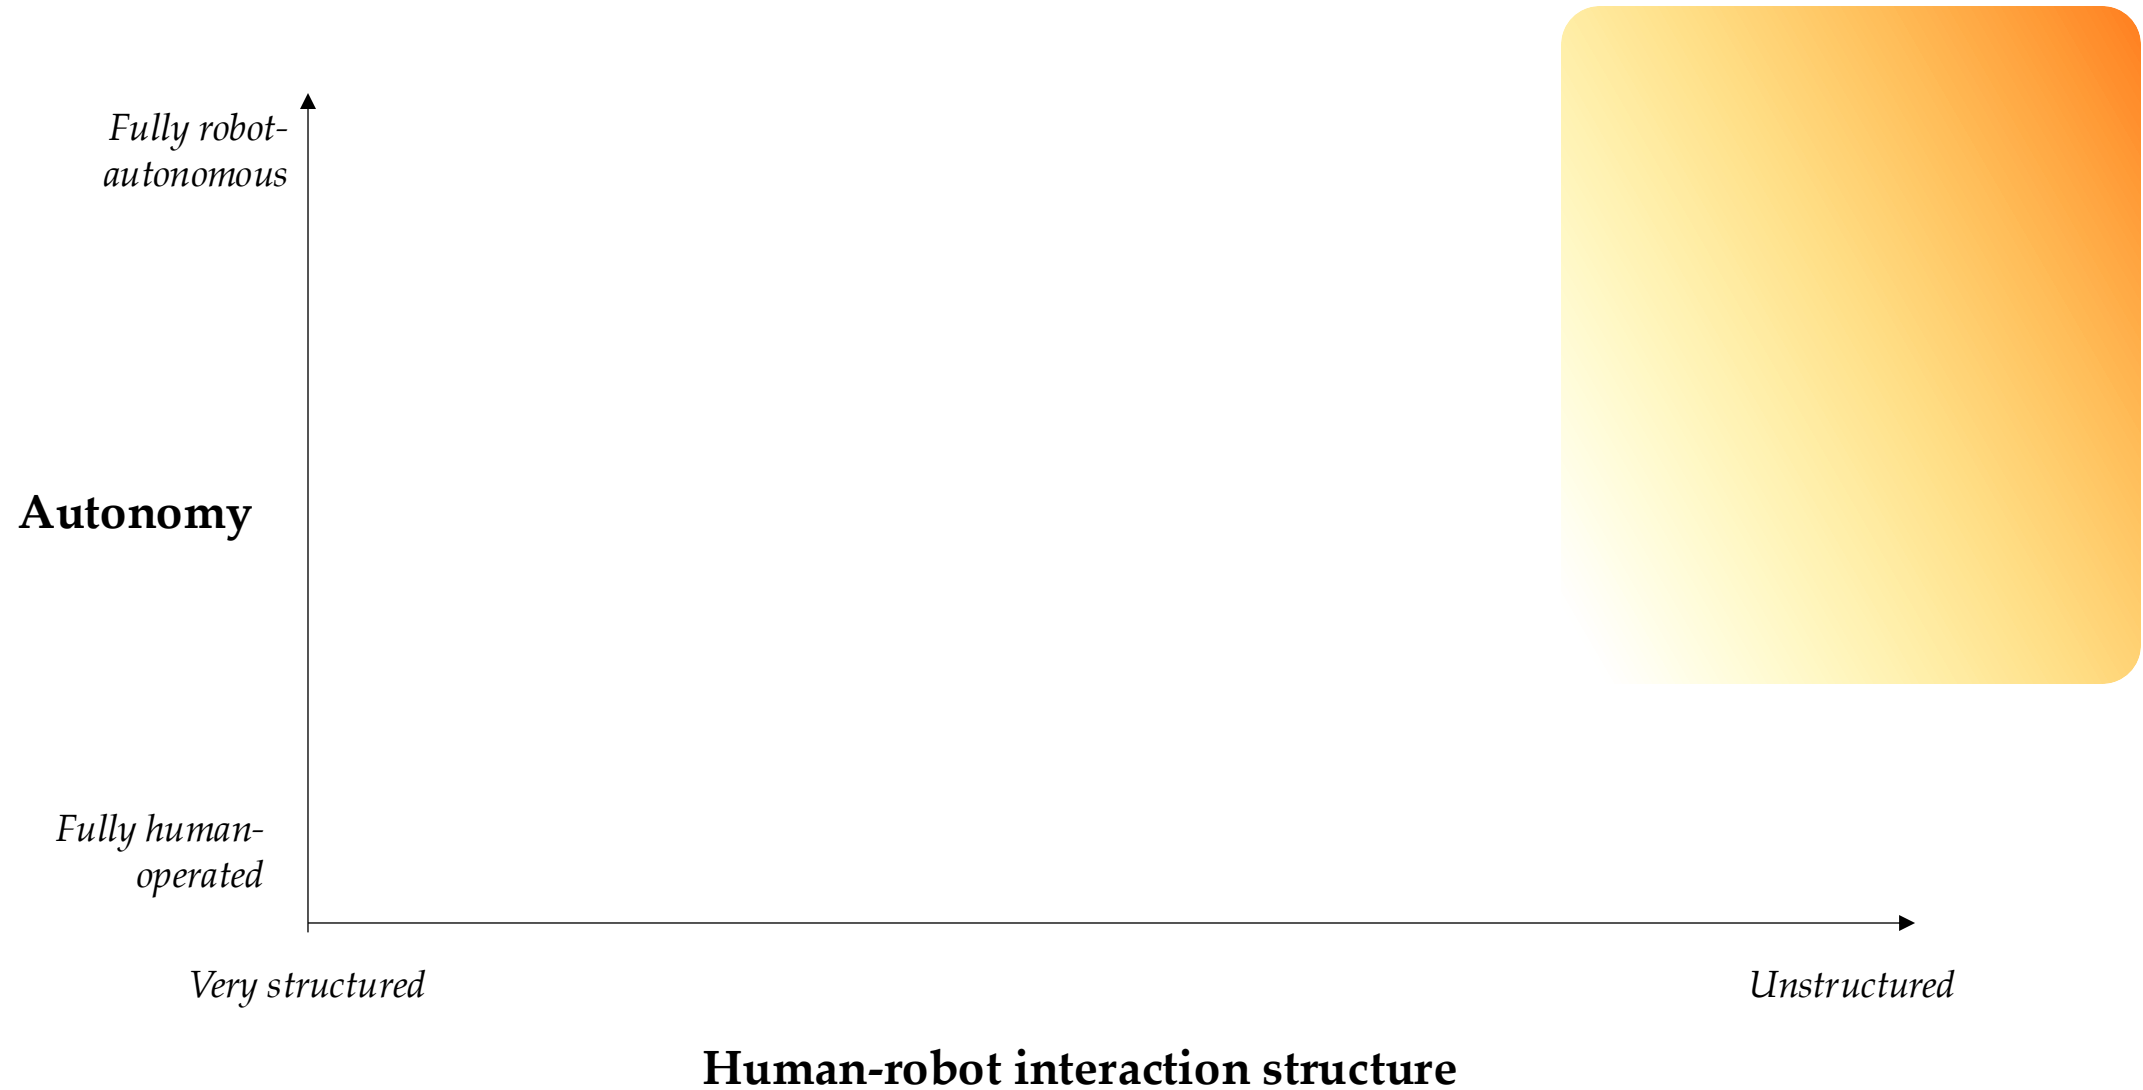 Fully robot-
autonomous
Autonomy
Fully human-
operated
Very structured
Unstructured
Human-robot interaction structure